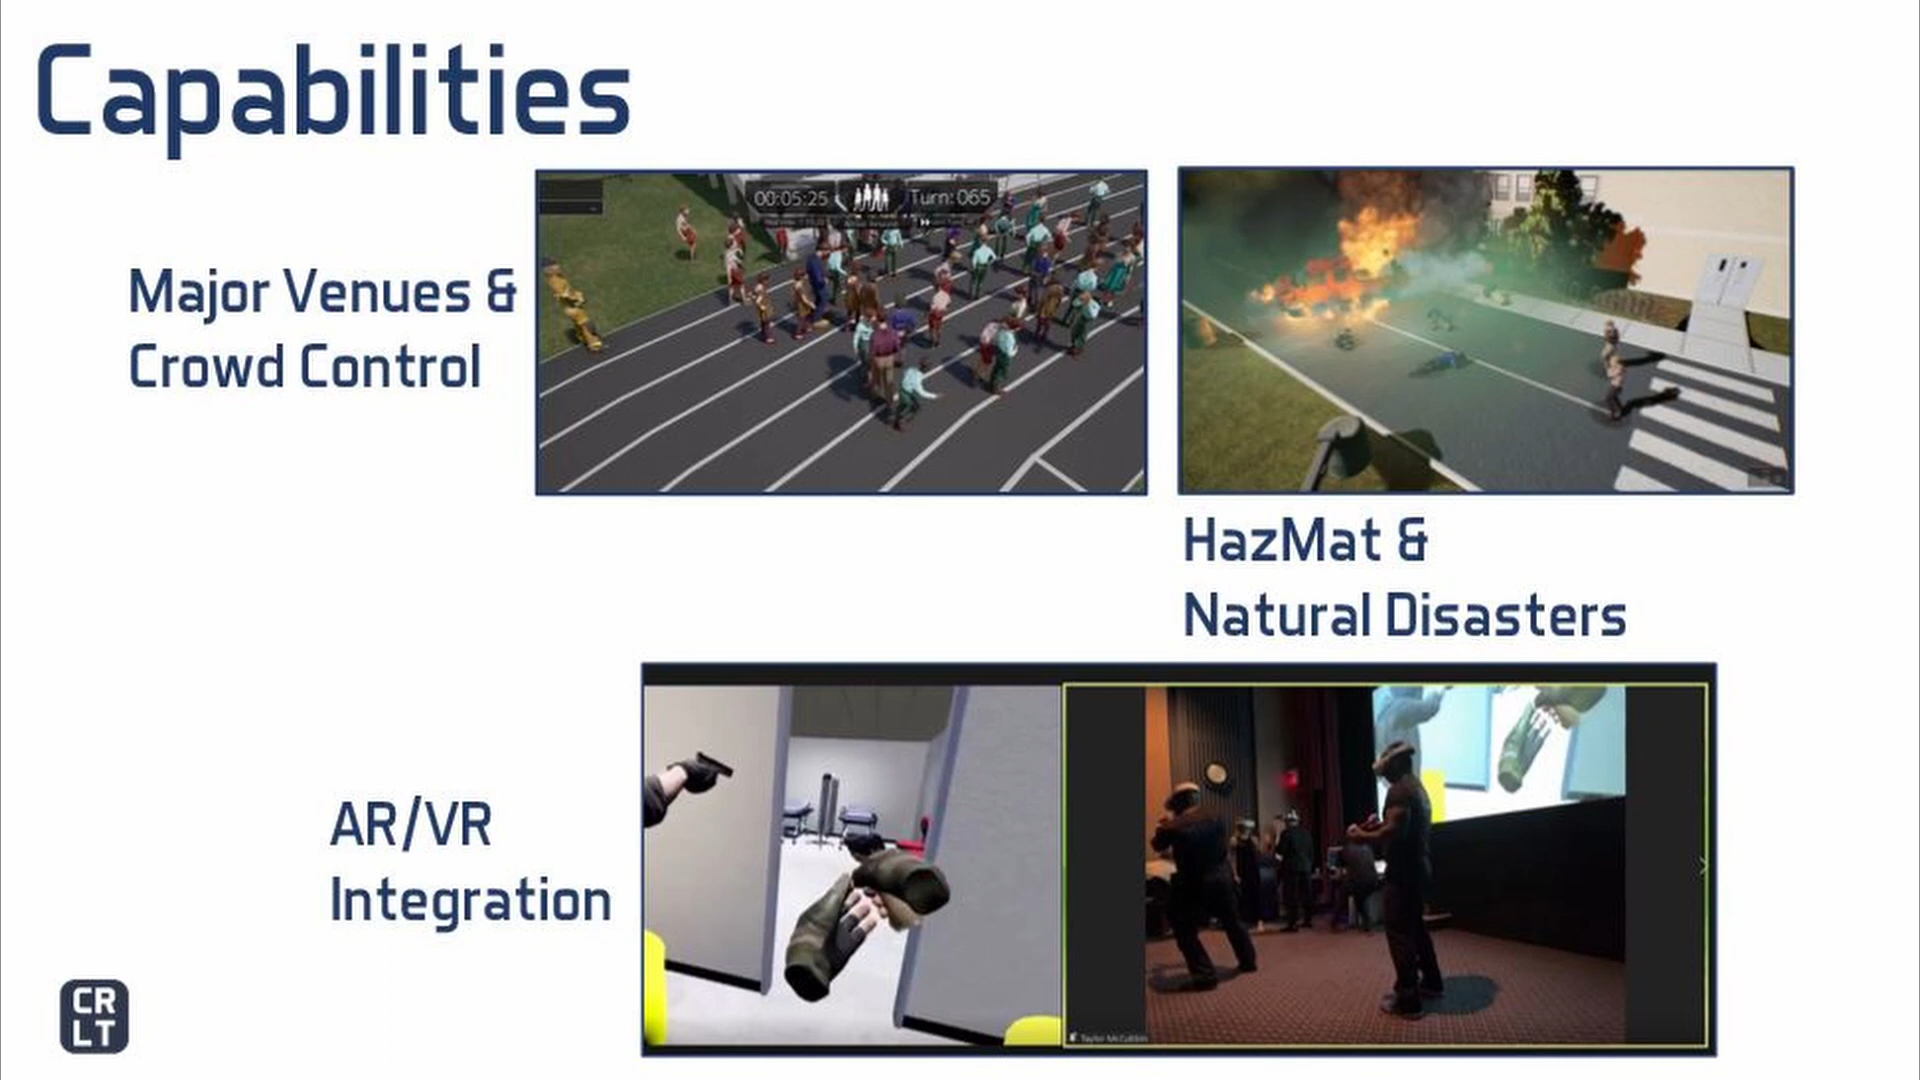 Capabilities
00:05:25
Turn: 065
Major Venues &
Crowd Control
HazMat &
Natural Disasters
AR/VR
Integration
CR
LT